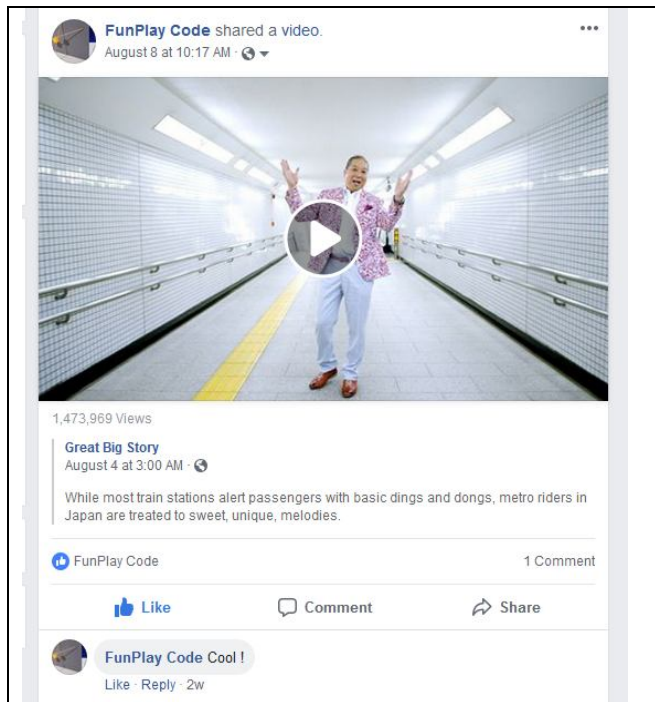 FunPlay Code shared a video.
August 8 at 10:17 AM ·
1,473,969 Views
Great Big Story
August 4 at 3:00 AM ·
While most train stations alert passengers with basic dings and dongs, metro riders in
Japan are treated to sweet, unique, melodies.
FunPlay Code 1 Comment
Like Comment Share
FunPlay Code Cool !
Like · Reply · 2w